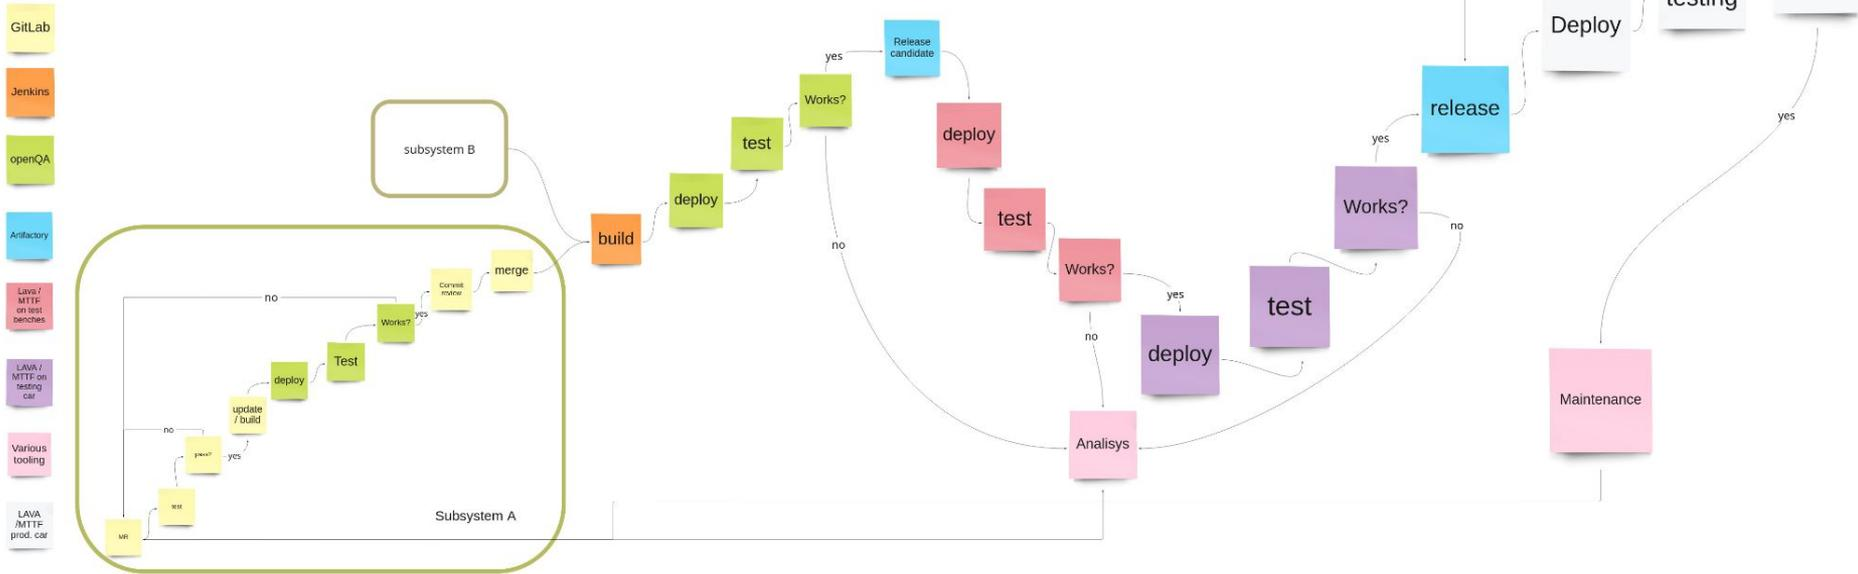 GitLab
Jenkins
openQA
Artifactory
Lava /
MTTF
on test
benches
LAVA /
MTTF on
testing
car
Various
tooling
LAVA
/MTTF
prod. car
MR
test
pass?
no
yes
update
/ build
deploy
Test
Works?
no
yes
Commit
review
merge
Subsystem A
subsystem B
build
deploy
test
Works?
yes
no
Release
candidate
deploy
test
Works?
yes
no
Analisys
deploy
test
Works?
yes
no
release
Deploy
testing
yes
Maintenance